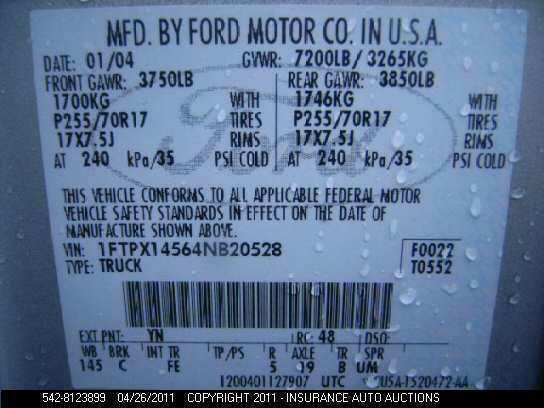 MFD. BY FORD MOTOR CO. IN U.S.A.
DATE: 01/04 GVWR: 7200LB/3265KG
FRONT GAWR: 3750LB REAR GAWR: 3850LB
1700KG WITH 1746KG WITH
P255/70R17 TIRES P255/70R17 TIRES
17X7.5J RIMS 17X7.5J RIMS
AT 240 kPa/35 PSI COLD AT 240 kPa/35 PSI COLD
Ford
THIS VEHICLE CONFORMS TO ALL APPLICABLE FEDERAL MOTOR
VEHICLE SAFETY STANDARDS IN EFFECT ON THE DATE OF
MANUFACTURE SHOWN ABOVE.
VIN: 1FTPX14564NB20528 F0022
TYPE: TRUCK T0552
EXT PNT: YN RC: 48 DSO:
WB BRK INT TR TP/PS R AXLE TR SPR
145 C FE 5 19 B UM
1200401127907 UTC
542-8123899 04/26/2011 COPYRIGHT 2011 - INSURANCE AUTO AUCTIONS